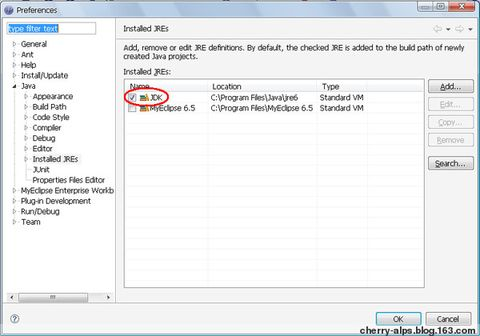 Preferences
type filter text
General
Ant
Help
Install/Update
Java
Appearance
Build Path
Code Style
Compiler
Debug
Editor
Installed JREs
JUnit
Properties Files Editor
MyEclipse Enterprise Workb
Plug-in Development
Run/Debug
Team
Installed JREs
Add, remove or edit JRE definitions. By default, the checked JRE is added to the build path of newly
created Java projects.
Installed JREs:
Name Location Type
JDK C:\Program Files\Java\jre6 Standard VM
MyEclipse 6.5 C:\Program Files\MyEclipse 6.5 Standard VM
Add...
Edit...
Copy...
Remove
Search...
OK Cancel
cherry-alps.blog.163.com